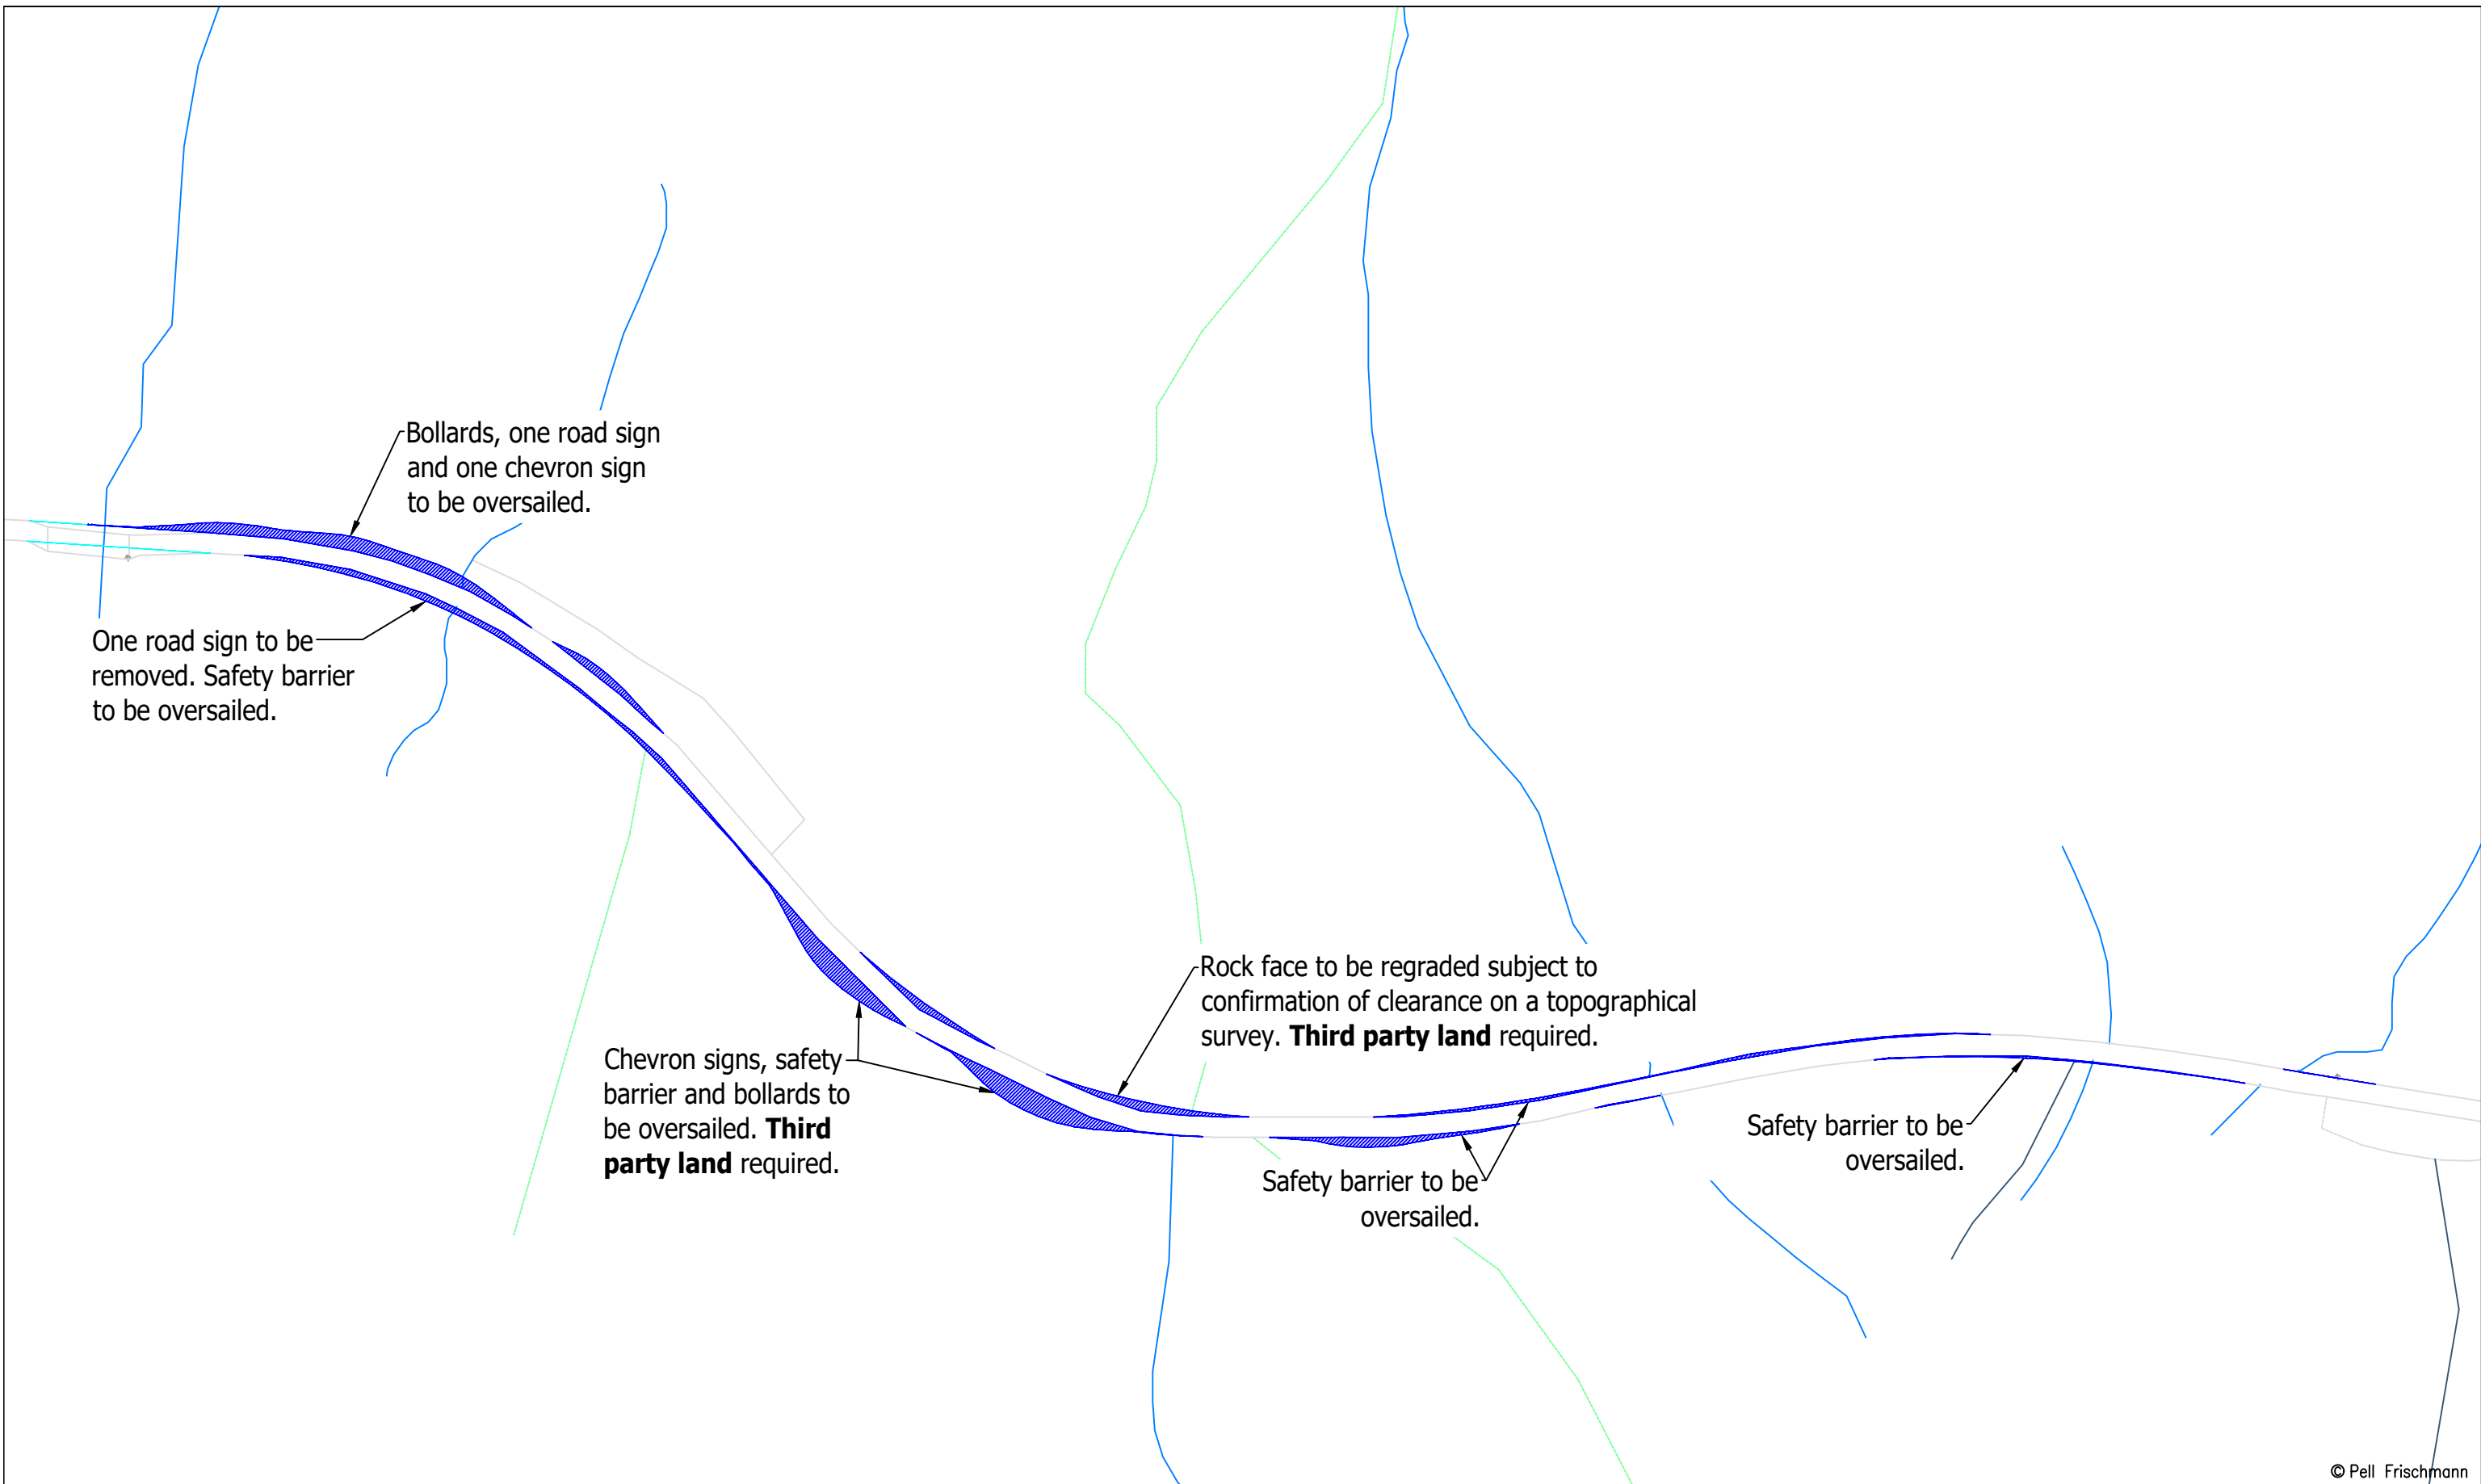 Bollards, one road sign
and one chevron sign
to be oversailed.
One road sign to be
removed. Safety barrier
to be oversailed.
Rock face to be regraded subject to
confirmation of clearance on a topographical
survey. Third party land required.
Chevron signs, safety
barrier and bollards to
be oversailed. Third
party land required.
Safety barrier to be
oversailed.
Safety barrier to be
oversailed.
© Pell Frischmann